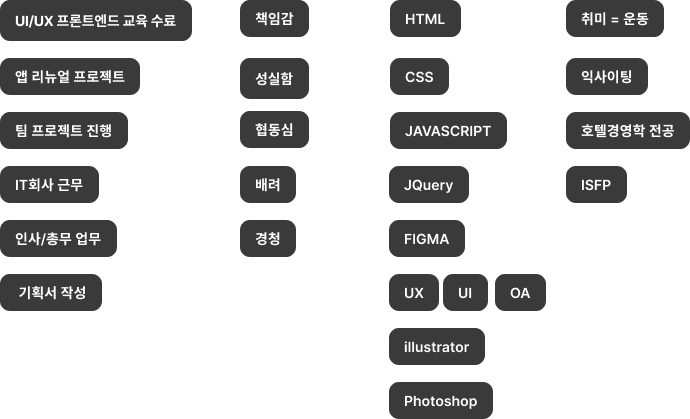 UI/UX 프론트엔드 교육 수료
앱 리뉴얼 프로젝트
팀 프로젝트 진행
IT회사 근무
인사/총무 업무
기획서 작성
책임감
성실함
협동심
배려
경청
HTML
CSS
JAVASCRIPT
JQuery
FIGMA
UX UI OA
illustrator
Photoshop
취미 = 운동
익사이팅
호텔경영학 전공
ISFP